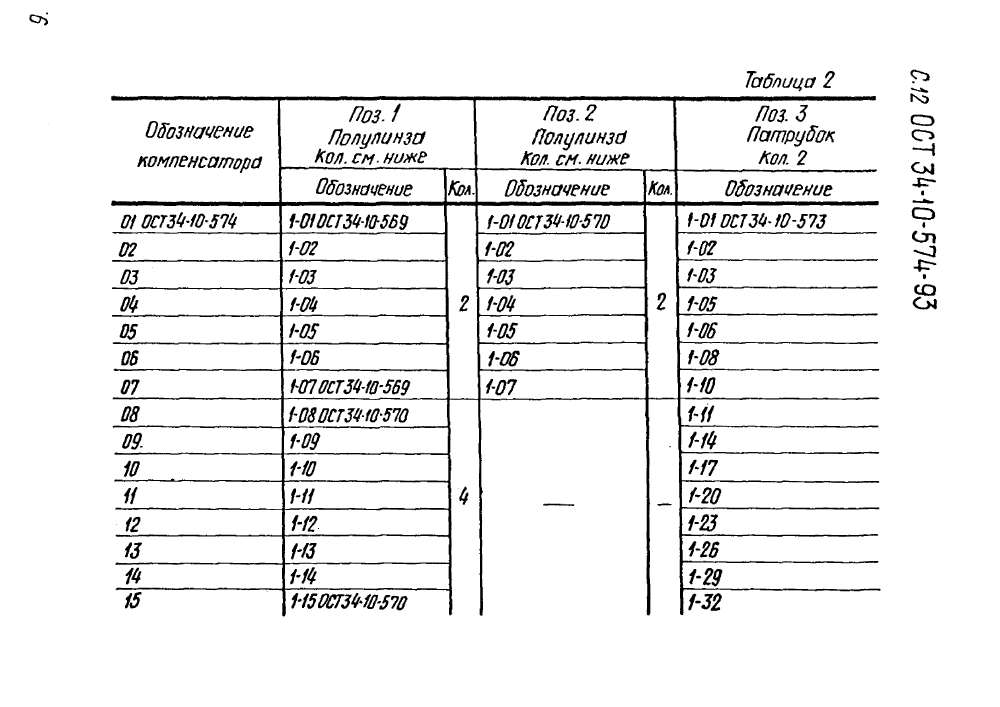 9.
С.12 ОСТ 34-10-574-93
Таблица 2
Обозначение компенсатора | Поз. 1 Полулинза Кол. см. ниже | Поз. 2 Полулинза Кол. см. ниже | Поз. 3 Патрубок Кол. 2
Обозначение | Кол. | Обозначение | Кол. | Обозначение
01 ОСТ34-10-574 | 1-01 ОСТ34-10-569 | 2 | 1-01 ОСТ34-10-570 | 2 | 1-01 ОСТ34-10-573
02 | 1-02 | 1-02 | 1-02
03 | 1-03 | 1-03 | 1-03
04 | 1-04 | 1-04 | 1-05
05 | 1-05 | 1-05 | 1-06
06 | 1-06 | 1-06 | 1-08
07 | 1-07 ОСТ34-10-569 | 1-07 | 1-10
08 | 1-08 ОСТ34-10-570 | 4 | — | — | 1-11
09. | 1-09 | 1-14
10 | 1-10 | 1-17
11 | 1-11 | 1-20
12 | 1-12 | 1-23
13 | 1-13 | 1-26
14 | 1-14 | 1-29
15 | 1-15 ОСТ34-10-570 | 1-32